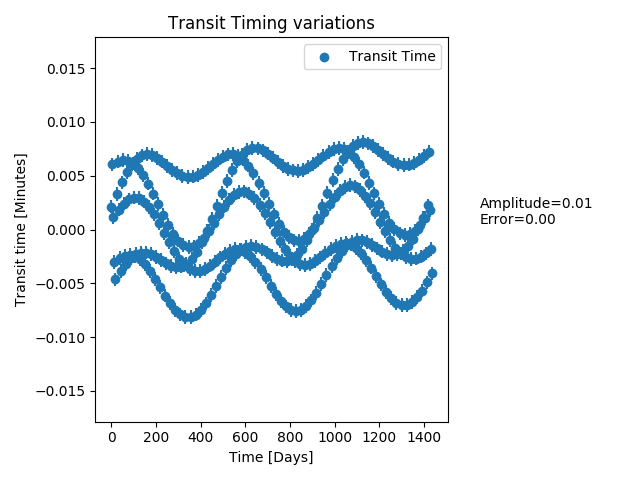 Transit Timing variations
Transit Time
0.015
0.010
0.005
0.000
−0.005
−0.010
−0.015
Transit time [Minutes]
Amplitude=0.01
Error=0.00
0 200 400 600 800 1000 1200 1400
Time [Days]